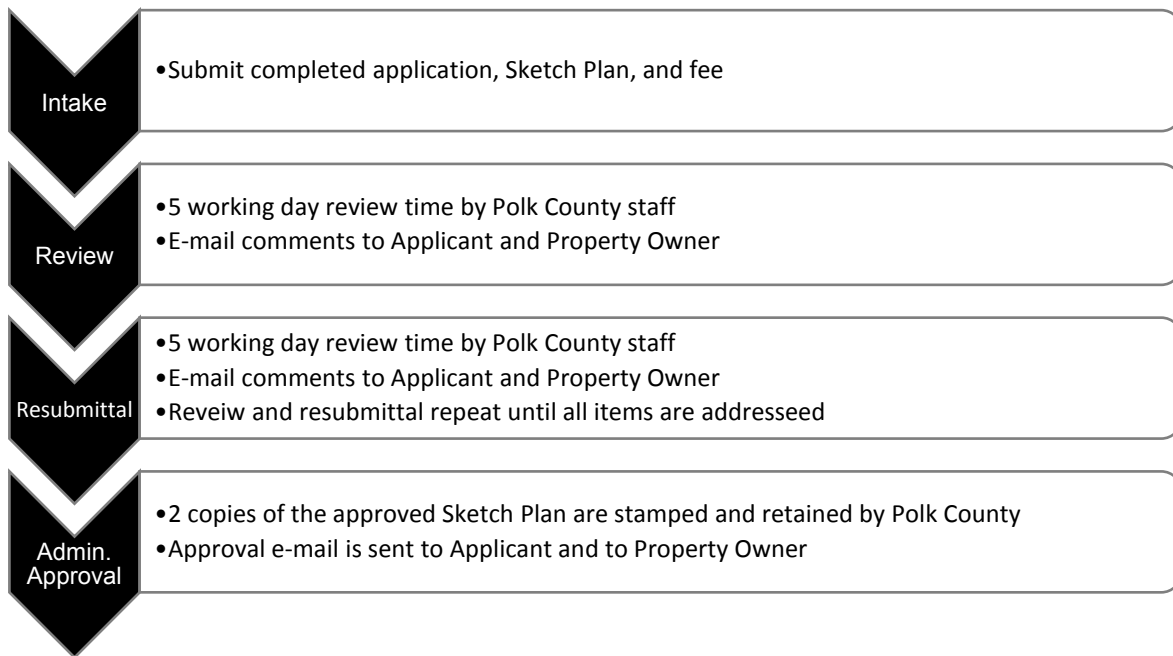 Intake
•Submit completed application, Sketch Plan, and fee
Review
•5 working day review time by Polk County staff
•E-mail comments to Applicant and Property Owner
Resubmittal
•5 working day review time by Polk County staff
•E-mail comments to Applicant and Property Owner
•Reveiw and resubmittal repeat until all items are addresseed
Admin.
Approval
•2 copies of the approved Sketch Plan are stamped and retained by Polk County
•Approval e-mail is sent to Applicant and to Property Owner